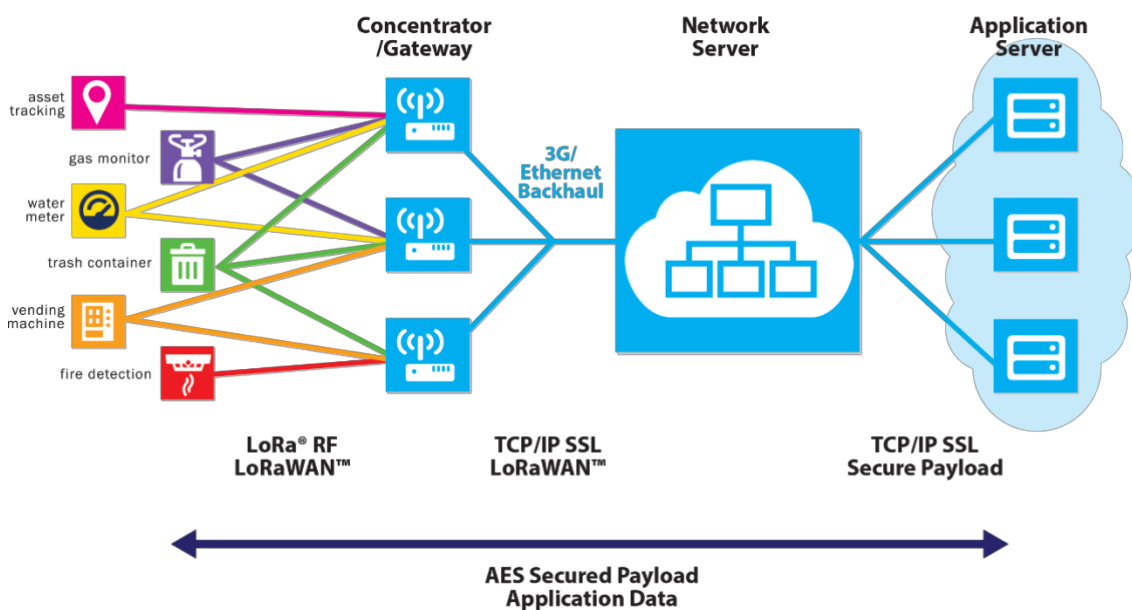 Concentrator
/Gateway
Network
Server
Application
Server
asset
tracking
gas monitor
water
meter
trash container
vending
machine
fire detection
3G/
Ethernet
Backhaul
LoRa® RF
LoRaWAN™
TCP/IP SSL
LoRaWAN™
TCP/IP SSL
Secure Payload
AES Secured Payload
Application Data